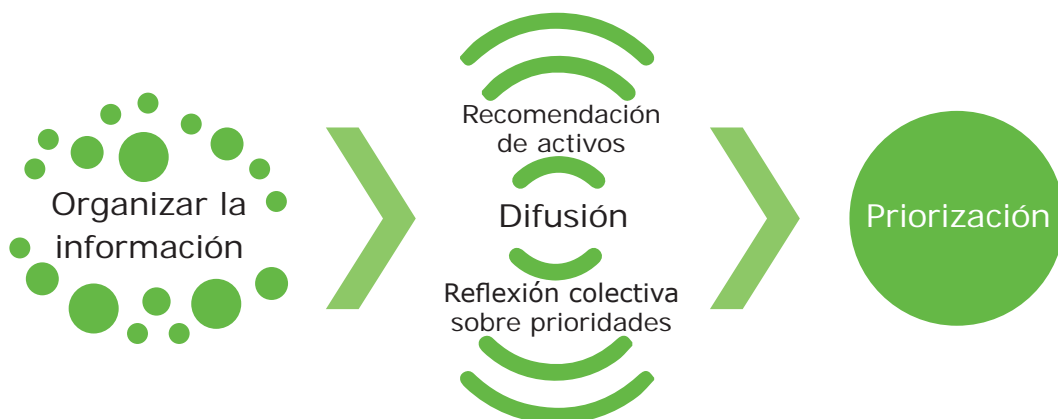 Organizar la
información
Recomendación
de activos
Difusión
Reflexión colectiva
sobre prioridades
Priorización